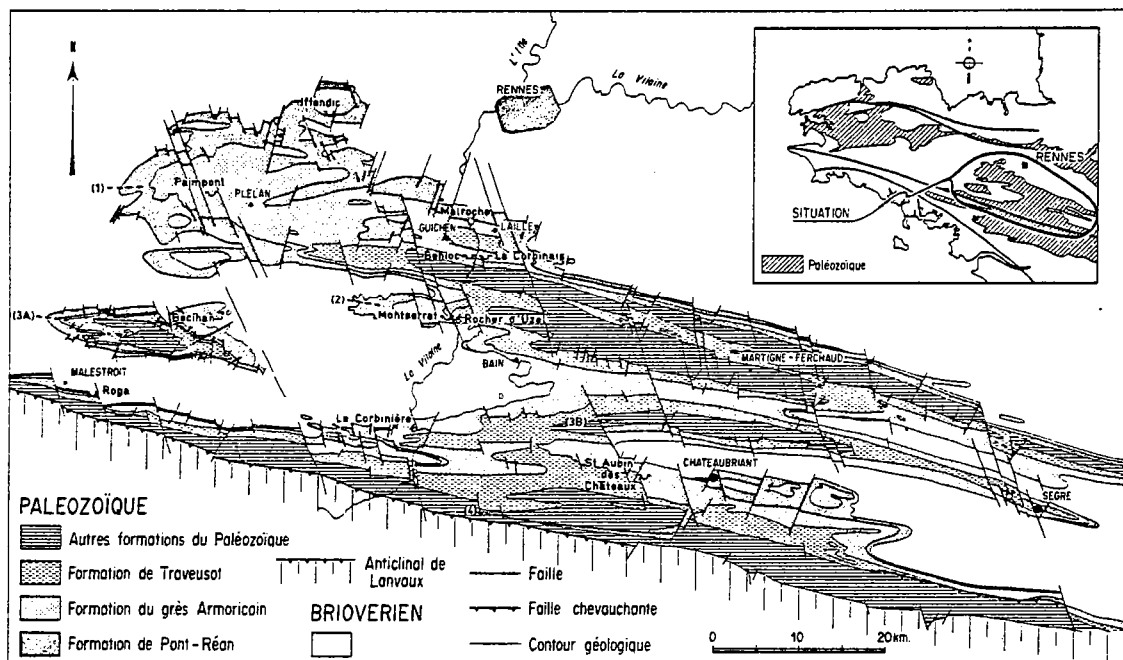 N
L'Ille
La Vilaine
RENNES
Iffendic
(1)
Paimpont
PLELAN
Malroche
GUICHEN
LAILLE
La Corbinais
(2)
Montserrat
Le Rocher d'Uzel
(3A)
MARTIGNE-FERCHAUD
BAIN
La Vilaine
MALESTROIT
Roga
La Corbinière
(3B)
St Aubin
des
Châteaux
CHATEAUBRIANT
SEGRE
(4)
RENNES
SITUATION
Paléozoïque
PALEOZOÏQUE
Autres formations du Paléozoïque
Formation de Traveusot
Formation du grès Armoricain
Formation de Pont-Réan
Anticlinal de
Lanvaux
BRIOVERIEN
Faille
Faille chevauchante
Contour géologique
0 10 20km.